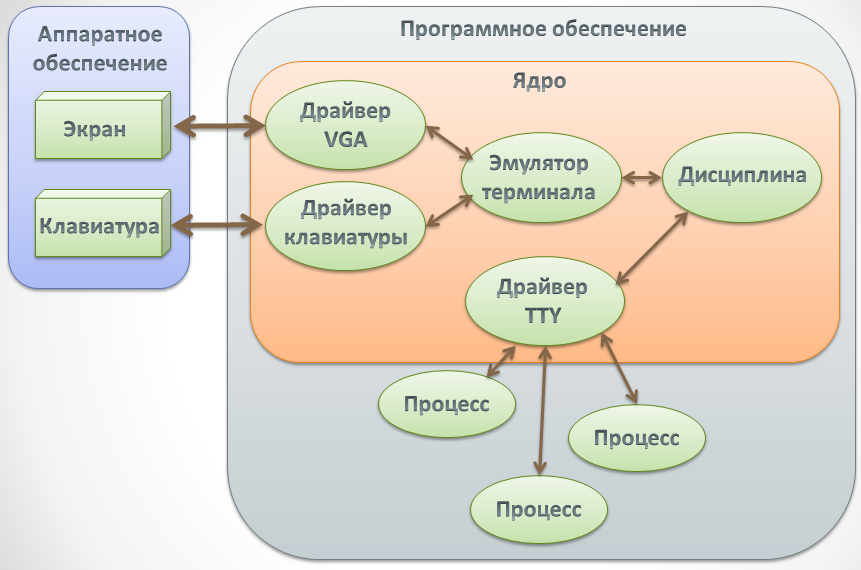 Аппаратное
обеспечение
Экран
Клавиатура
Программное обеспечение
Ядро
Драйвер
VGA
Драйвер
клавиатуры
Эмулятор
терминала
Дисциплина
Драйвер
TTY
Процесс
Процесс
Процесс